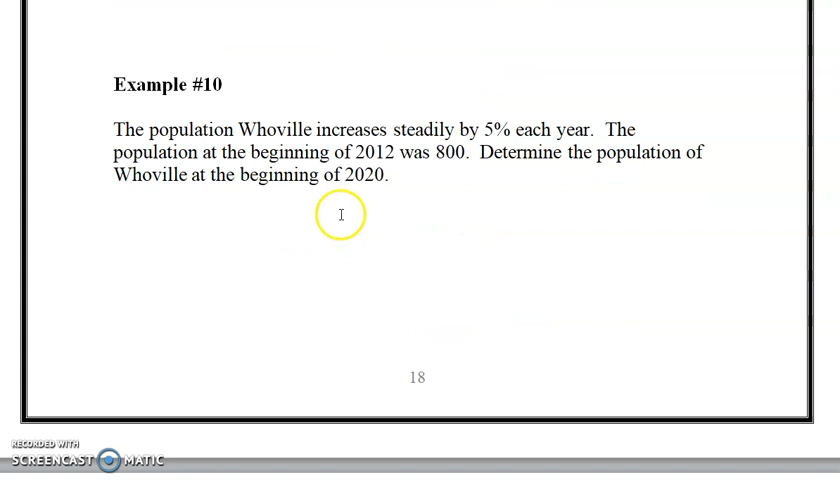 Example #10
The population Whoville increases steadily by 5% each year. The
population at the beginning of 2012 was 800. Determine the population of
Whoville at the beginning of 2020.
18
RECORDED WITH
SCREENCAST MATIC